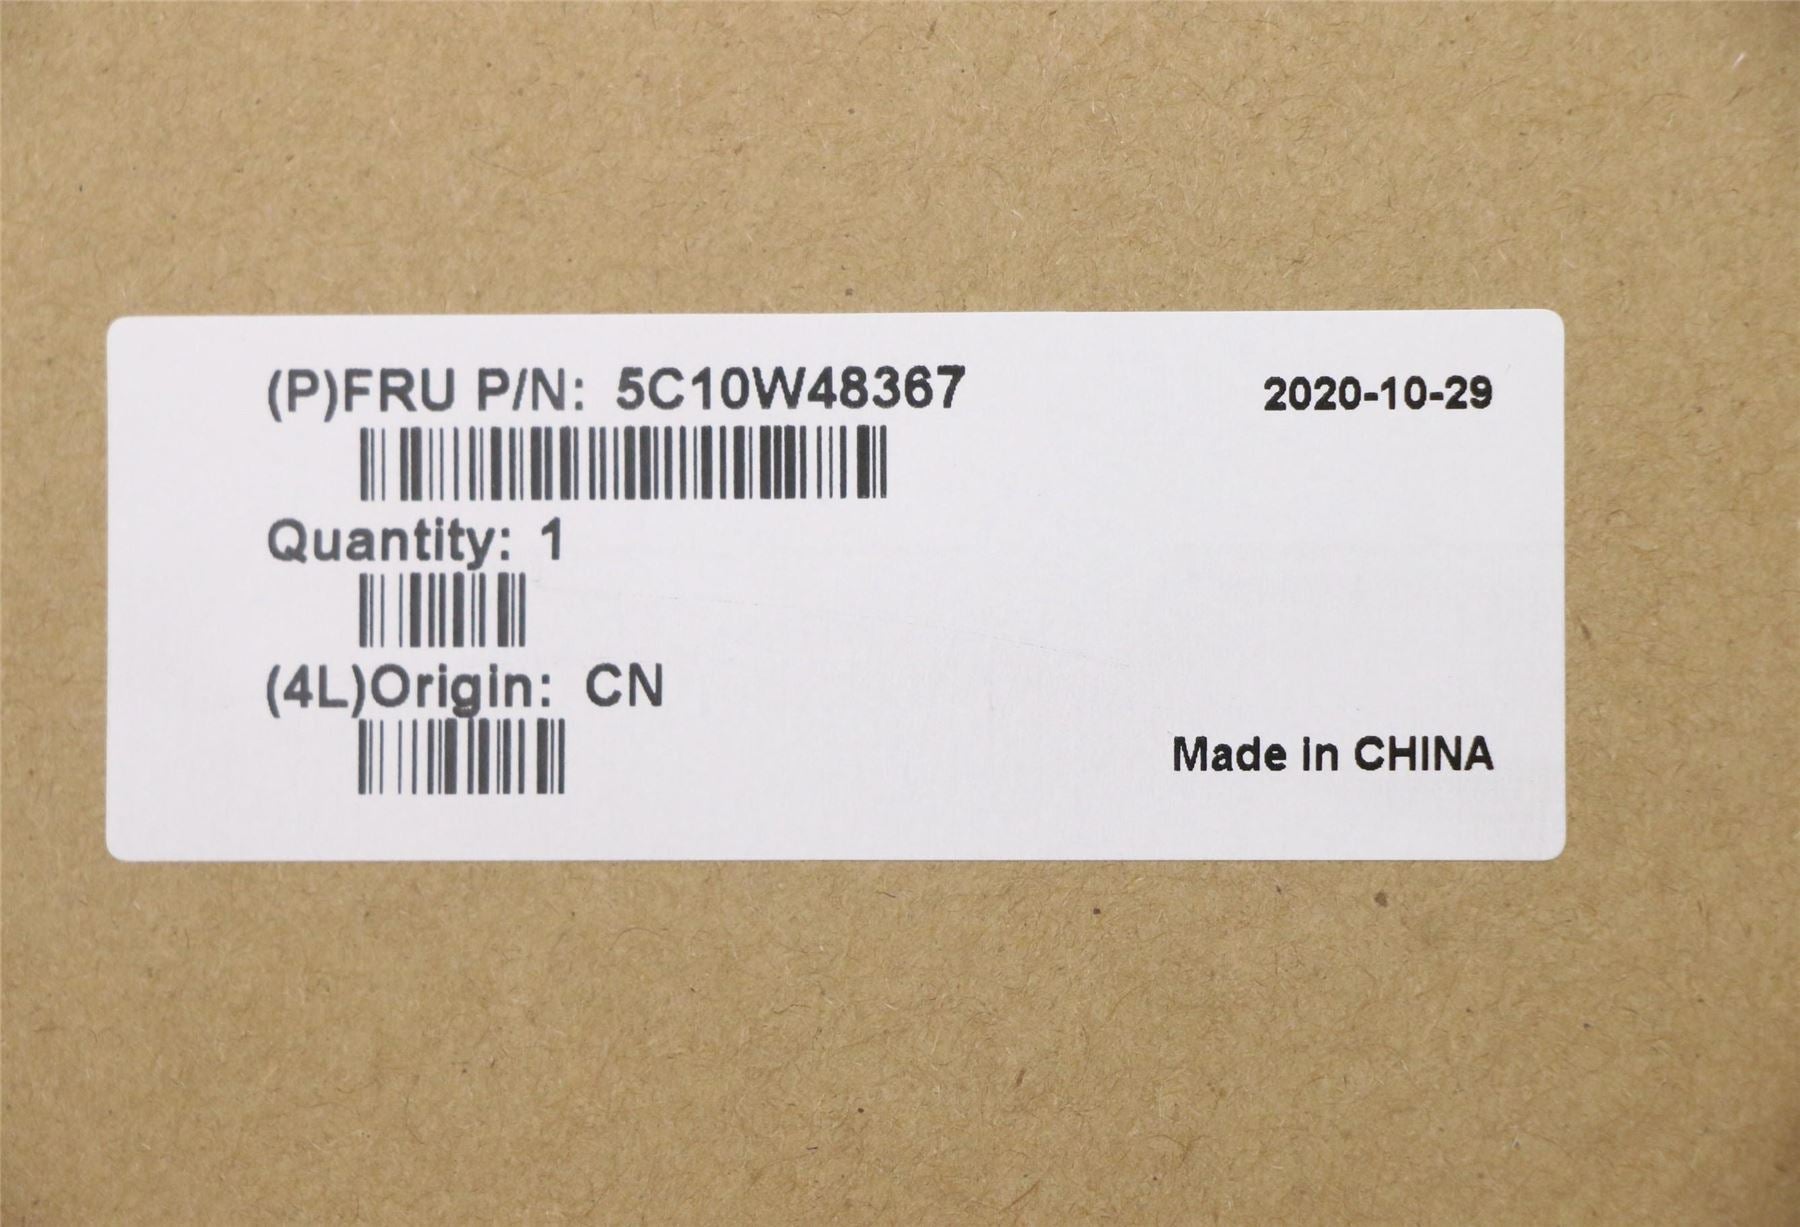 (P)FRU P/N: 5C10W48367
2020-10-29
Quantity: 1
(4L)Origin: CN
Made in CHINA